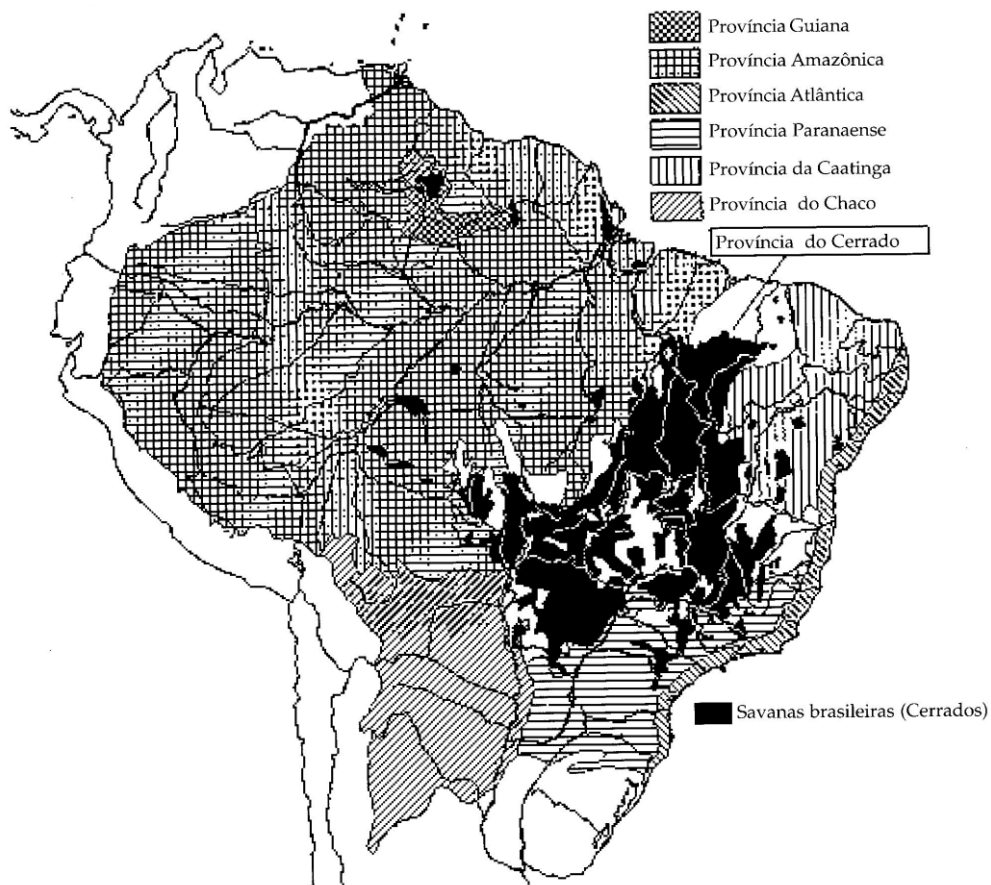 Província Guiana
Província Amazônica
Província Atlântica
Província Paranaense
Província da Caatinga
Província do Chaco
Província do Cerrado
Savanas brasileiras (Cerrados)